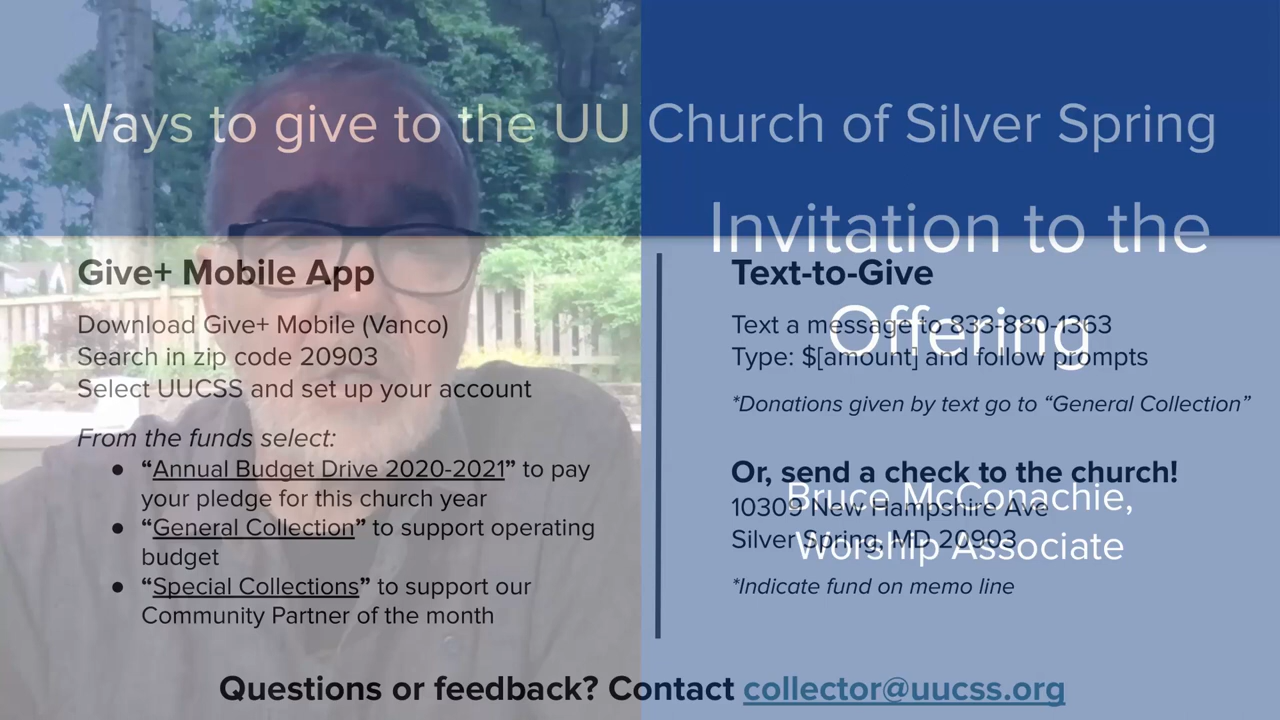 Ways to give to the UU Church of Silver Spring
Invitation to the
Offering
Bruce McConachie,
Worship Associate
Give+ Mobile App
Download Give+ Mobile (Vanco)
Search in zip code 20903
Select UUCSS and set up your account
From the funds select:
● “Annual Budget Drive 2020-2021” to pay
your pledge for this church year
● “General Collection” to support operating
budget
● “Special Collections” to support our
Community Partner of the month
Text-to-Give
Text a message to 833-880-1363
Type: $[amount] and follow prompts
*Donations given by text go to “General Collection”
Or, send a check to the church!
10309 New Hampshire Ave
Silver Spring, MD 20903
*Indicate fund on memo line
Questions or feedback? Contact collector@uucss.org